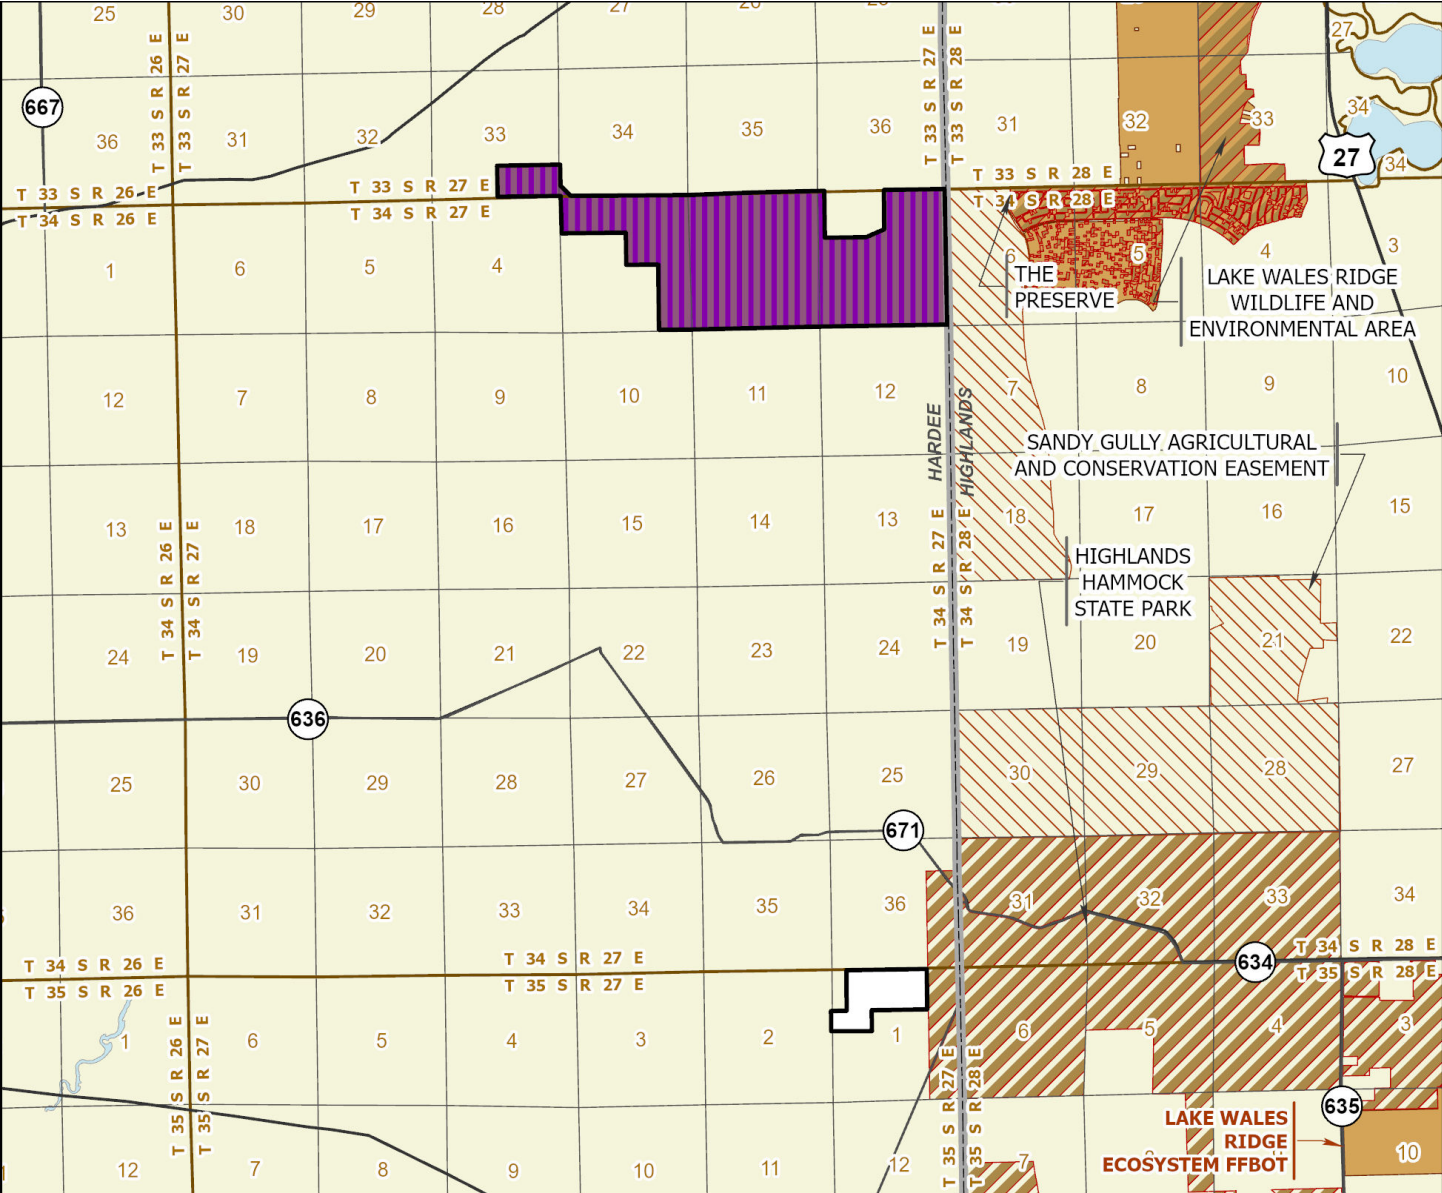 25
30
29
28
27
26
27
667
T 33 S R 26 E
T 33 S R 27 E
T 33 S R 27 E
T 33 S R 28 E
36
31
32
33
34
35
36
31
32
33
34
27
34
T 33 S R 26 E
T 34 S R 26 E
T 33 S R 27 E
T 34 S R 27 E
T 33 S R 28 E
T 34 S R 28 E
1
6
5
4
6
5
4
3
THE
PRESERVE
LAKE WALES RIDGE
WILDLIFE AND
ENVIRONMENTAL AREA
12
7
8
9
10
11
12
7
8
9
10
HARDEE
HIGHLANDS
SANDY GULLY AGRICULTURAL
AND CONSERVATION EASEMENT
13
18
17
16
15
14
13
18
17
16
15
T 34 S R 26 E
T 34 S R 27 E
T 34 S R 27 E
T 34 S R 28 E
HIGHLANDS
HAMMOCK
STATE PARK
24
19
20
21
22
23
24
19
20
21
22
636
25
30
29
28
27
26
25
30
29
28
27
671
36
31
32
33
34
35
36
31
32
33
34
T 34 S R 26 E
T 35 S R 26 E
T 34 S R 27 E
T 35 S R 27 E
634
T 34 S R 28 E
T 35 S R 28 E
1
6
5
4
3
2
1
6
5
4
3
T 35 S R 26 E
T 35 S R 27 E
T 35 S R 27 E
T 35 S R 28 E
635
LAKE WALES
RIDGE
ECOSYSTEM FFBOT
12
7
8
9
10
11
12
7
10